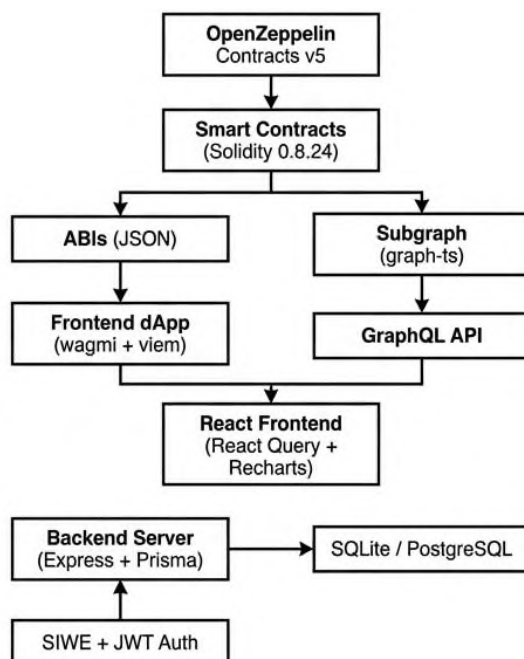 OpenZeppelin
Contracts v5
Smart Contracts
(Solidity 0.8.24)
ABIs (JSON)
Subgraph
(graph-ts)
Frontend dApp
(wagmi + viem)
GraphQL API
React Frontend
(React Query +
Recharts)
Backend Server
(Express + Prisma)
SQLite / PostgreSQL
SIWE + JWT Auth